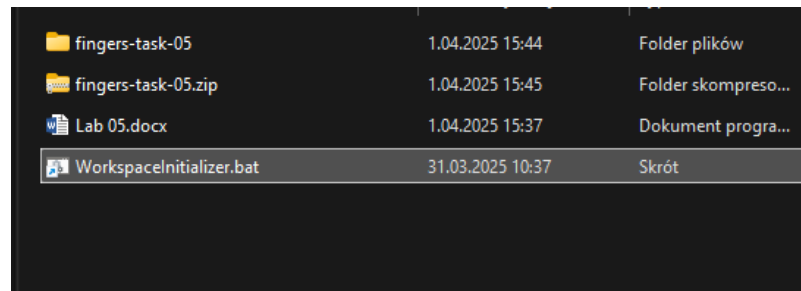 fingers-task-05 1.04.2025 15:44 Folder plików
fingers-task-05.zip 1.04.2025 15:45 Folder skompreso...
Lab 05.docx 1.04.2025 15:37 Dokument progra...
WorkspaceInitializer.bat 31.03.2025 10:37 Skrót